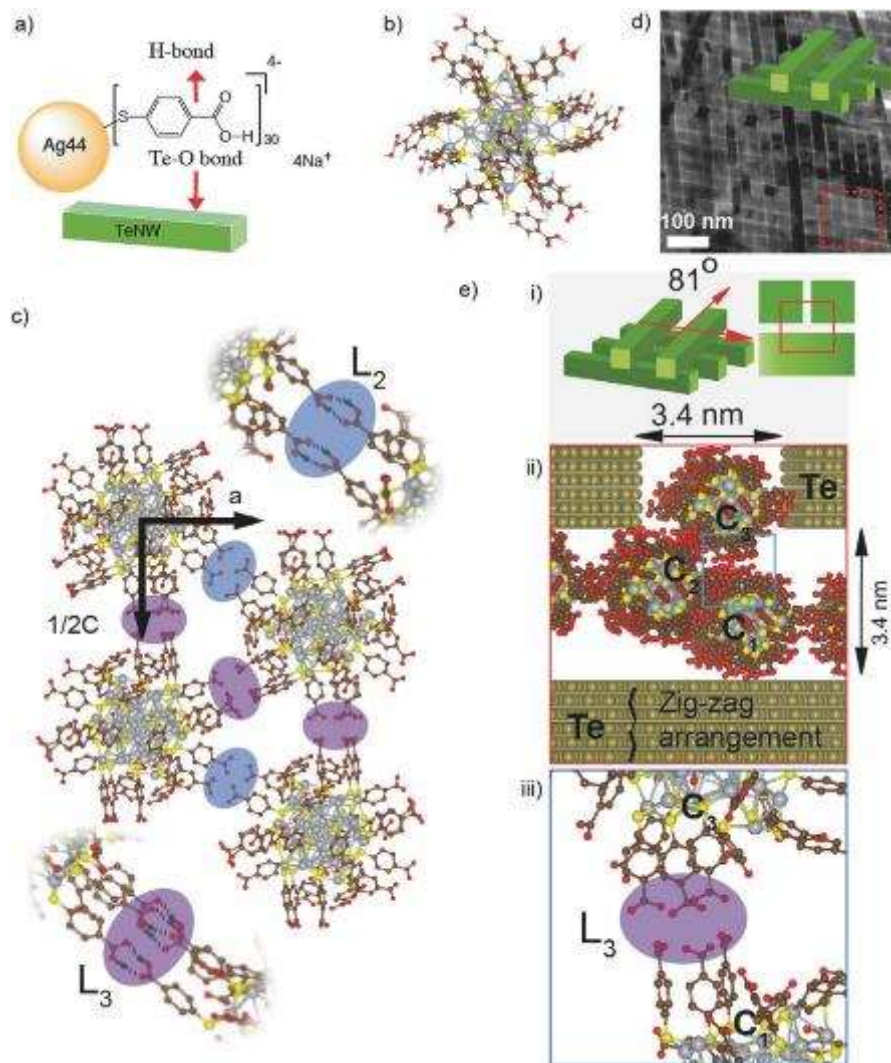 a)
H-bond
4-
Ag44
S
O
O-H
30
Te-O bond
4Na+
TeNW
b)
d)
100 nm
c)
L2
a
1/2C
L3
e)
i)
81O
3.4 nm
ii)
Te
C3
C2
C1
3.4 nm
Te
Zig-zag
arrangement
iii)
C3
L3
C1